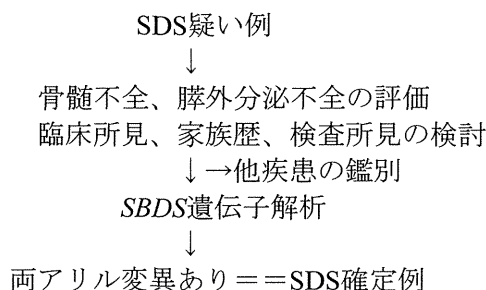 SDS疑い例
↓
骨髄不全、膵外分泌不全の評価
臨床所見、家族歴、検査所見の検討
↓→他疾患の鑑別
SBDS遺伝子解析
↓
両アリル変異あり＝＝SDS確定例